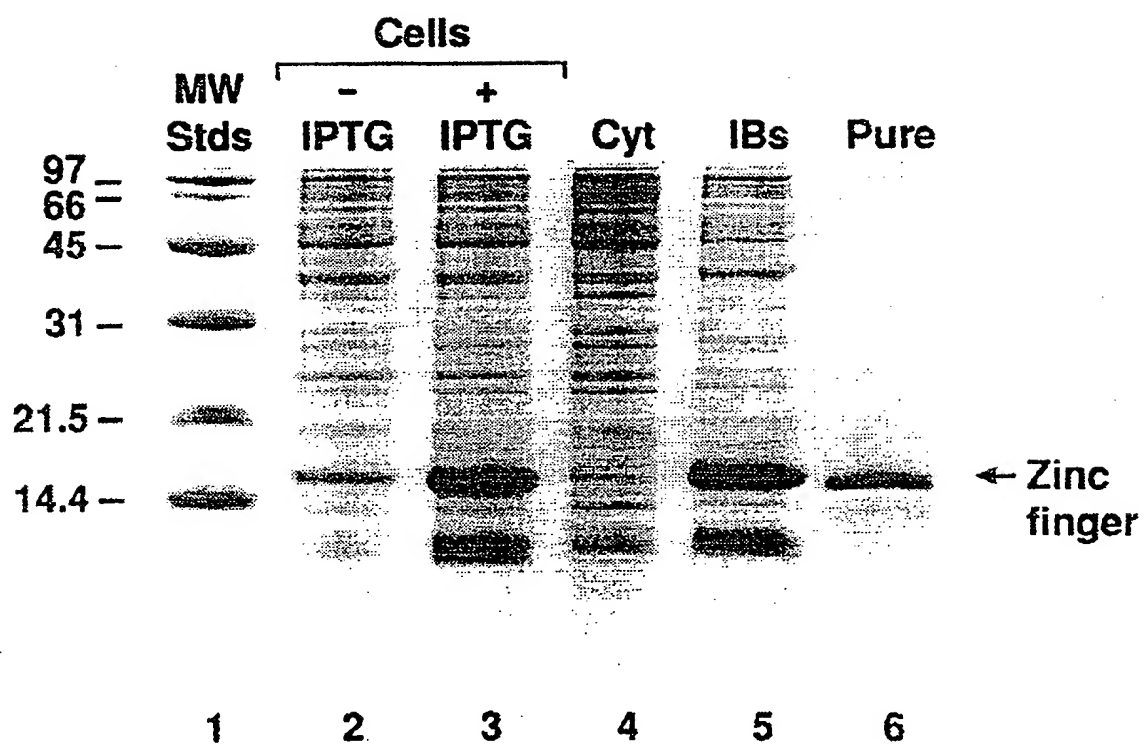 Cells
MW - +
Stds IPTG IPTG Cyt IBs Pure
97 –
66 –
45 –
31 –
21.5 –
14.4 –
← Zinc
finger
1 2 3 4 5 6